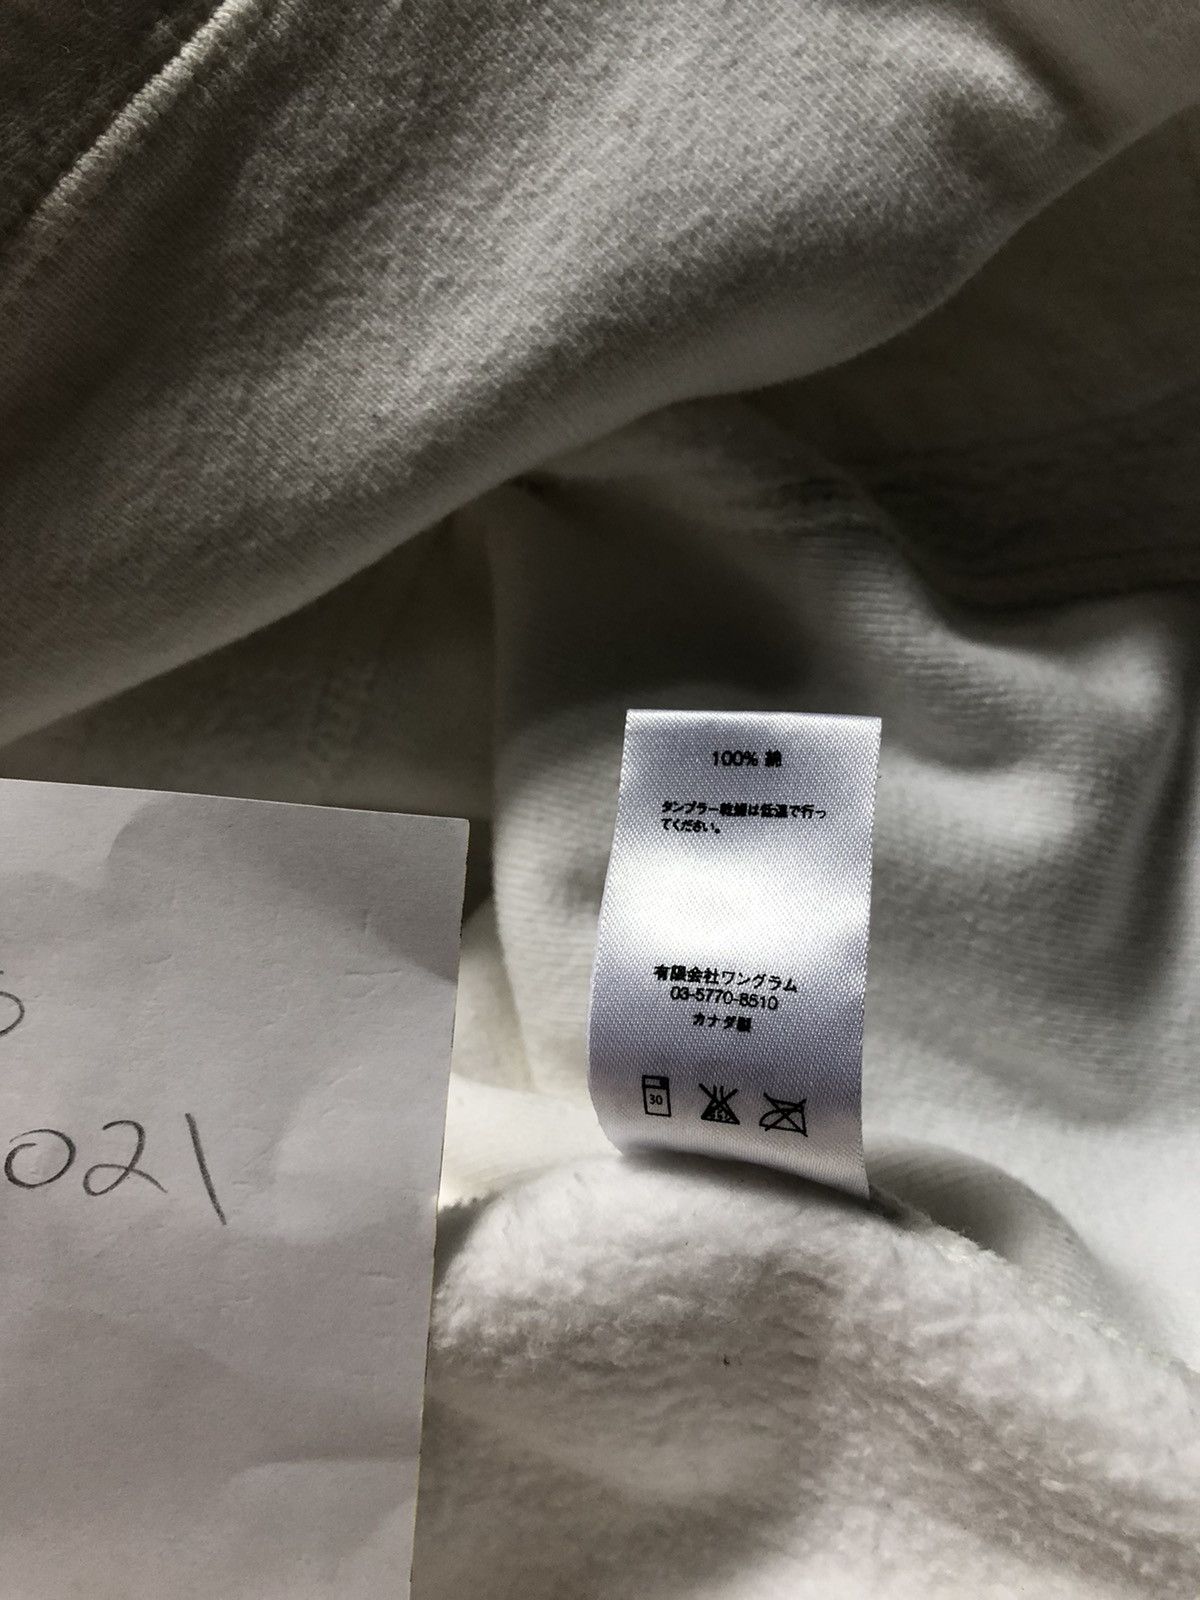 100% 綿
タンブラー乾燥は低温で行っ
てください。
有限会社ワングラム
03-5770-8510
カナダ製
30
021